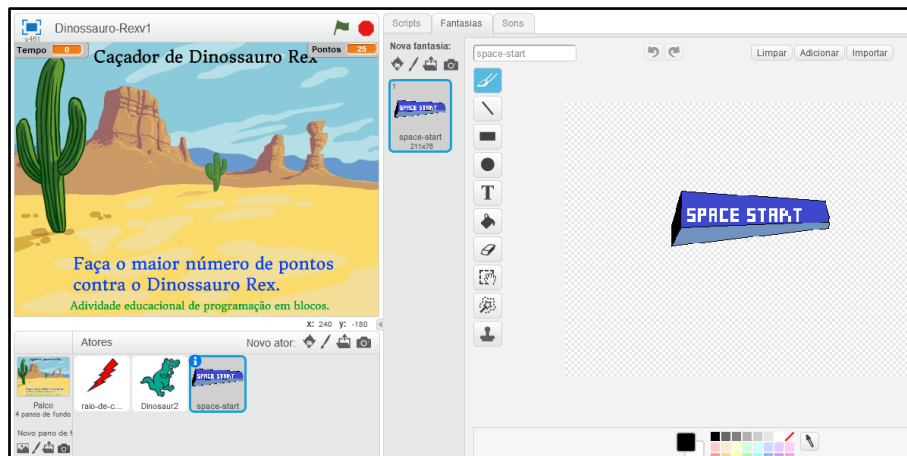 Dinossauro-Rexv1
v461
Tempo 0
Pontos 25
Caçador de Dinossauro Rex
Faça o maior número de pontos
contra o Dinossauro Rex.
Adividade educacional de programação em blocos.
x: 240 y: -180
Atores
Novo ator:
Palco
4 panos de fundo
Novo pano de f
raio-de-c...
Dinosaur2
SPACE START
space-start
Scripts
Fantasias
Sons
Nova fantasia:
1
SPACE START
space-start
211x76
space-start
Limpar
Adicionar
Importar
T
SPACE START